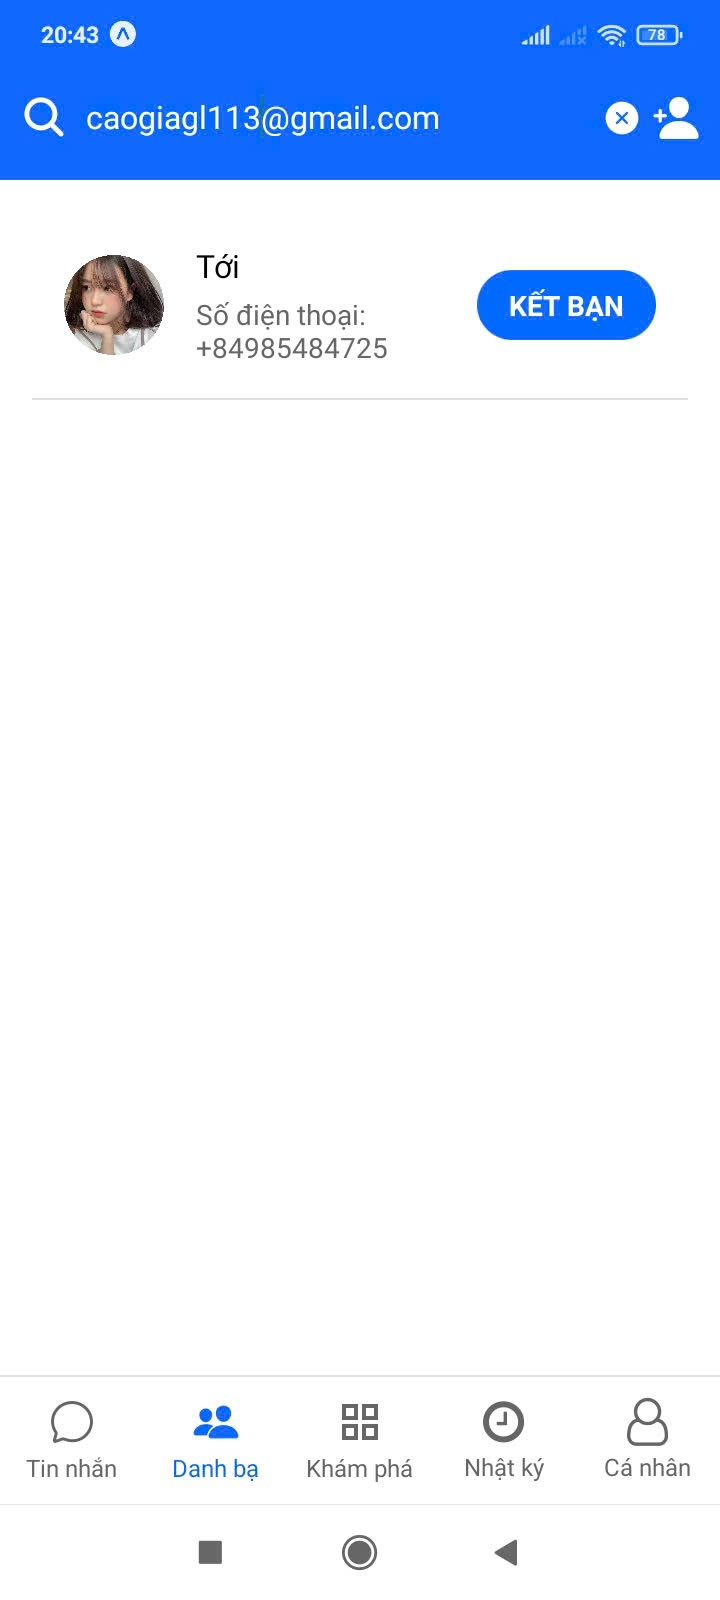 20:43
78
caogiagl113@gmail.com
Tới
Số điện thoại:
+84985484725
KẾT BẠN
Tin nhắn
Danh bạ
Khám phá
Nhật ký
Cá nhân